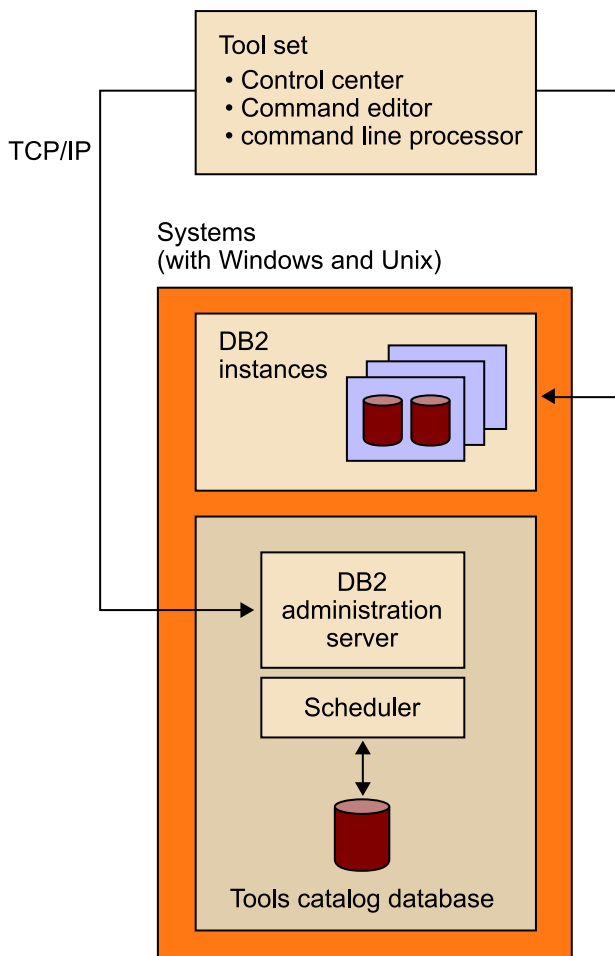 Tool set
• Control center
• Command editor
• command line processor
TCP/IP
Systems
(with Windows and Unix)
DB2
instances
DB2
administration
server
Scheduler
Tools catalog database